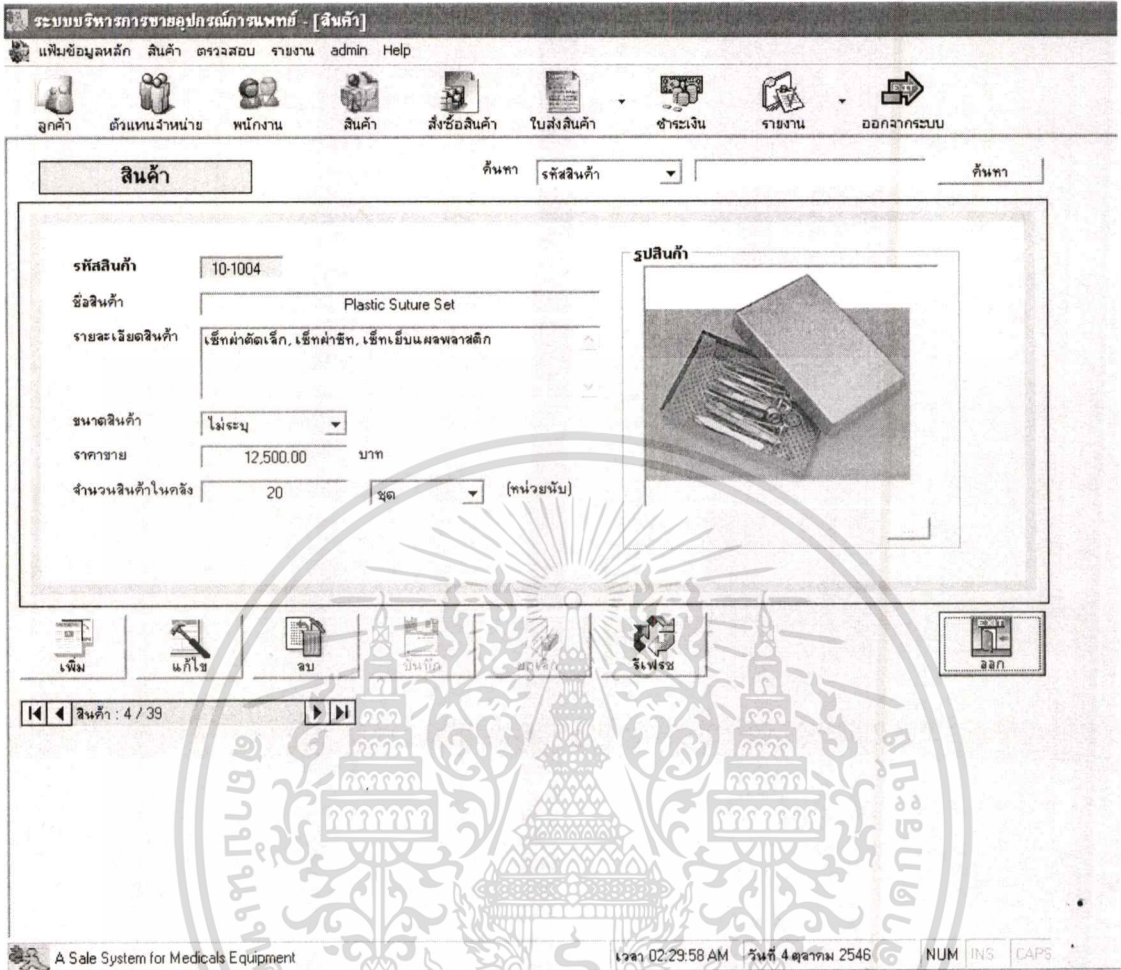 ระบบบริหารการขายอุปกรณ์การแพทย์ - [สินค้า]
แฟ้มข้อมูลหลัก สินค้า ตรวจสอบ รายงาน admin Help
ลูกค้า ตัวแทนจำหน่าย พนักงาน สินค้า สั่งซื้อสินค้า ใบส่งสินค้า ชำระเงิน รายงาน ออกจากระบบ
สินค้า ค้นหา รหัสสินค้า ค้นหา
รหัสสินค้า 10-1004 รูปสินค้า
ชื่อสินค้า Plastic Suture Set
รายละเอียดสินค้า เซ็ทผ่าตัดเล็ก, เซ็ทผ่าซีท, เซ็ทเย็บแผลพลาสติก
ขนาดสินค้า ไม่ระบุ
ราคาขาย 12,500.00 บาท
จำนวนสินค้าในคลัง 20 ชุด (หน่วยนับ)
...
เพิ่ม แก้ไข ลบ บันทึก ยกเลิก รีเฟรช ออก
สินค้า : 4 / 39
A Sale System for Medicals Equipment เวลา 02:29:58 AM วันที่ 4 ตุลาคม 2546 NUM INS CAPS